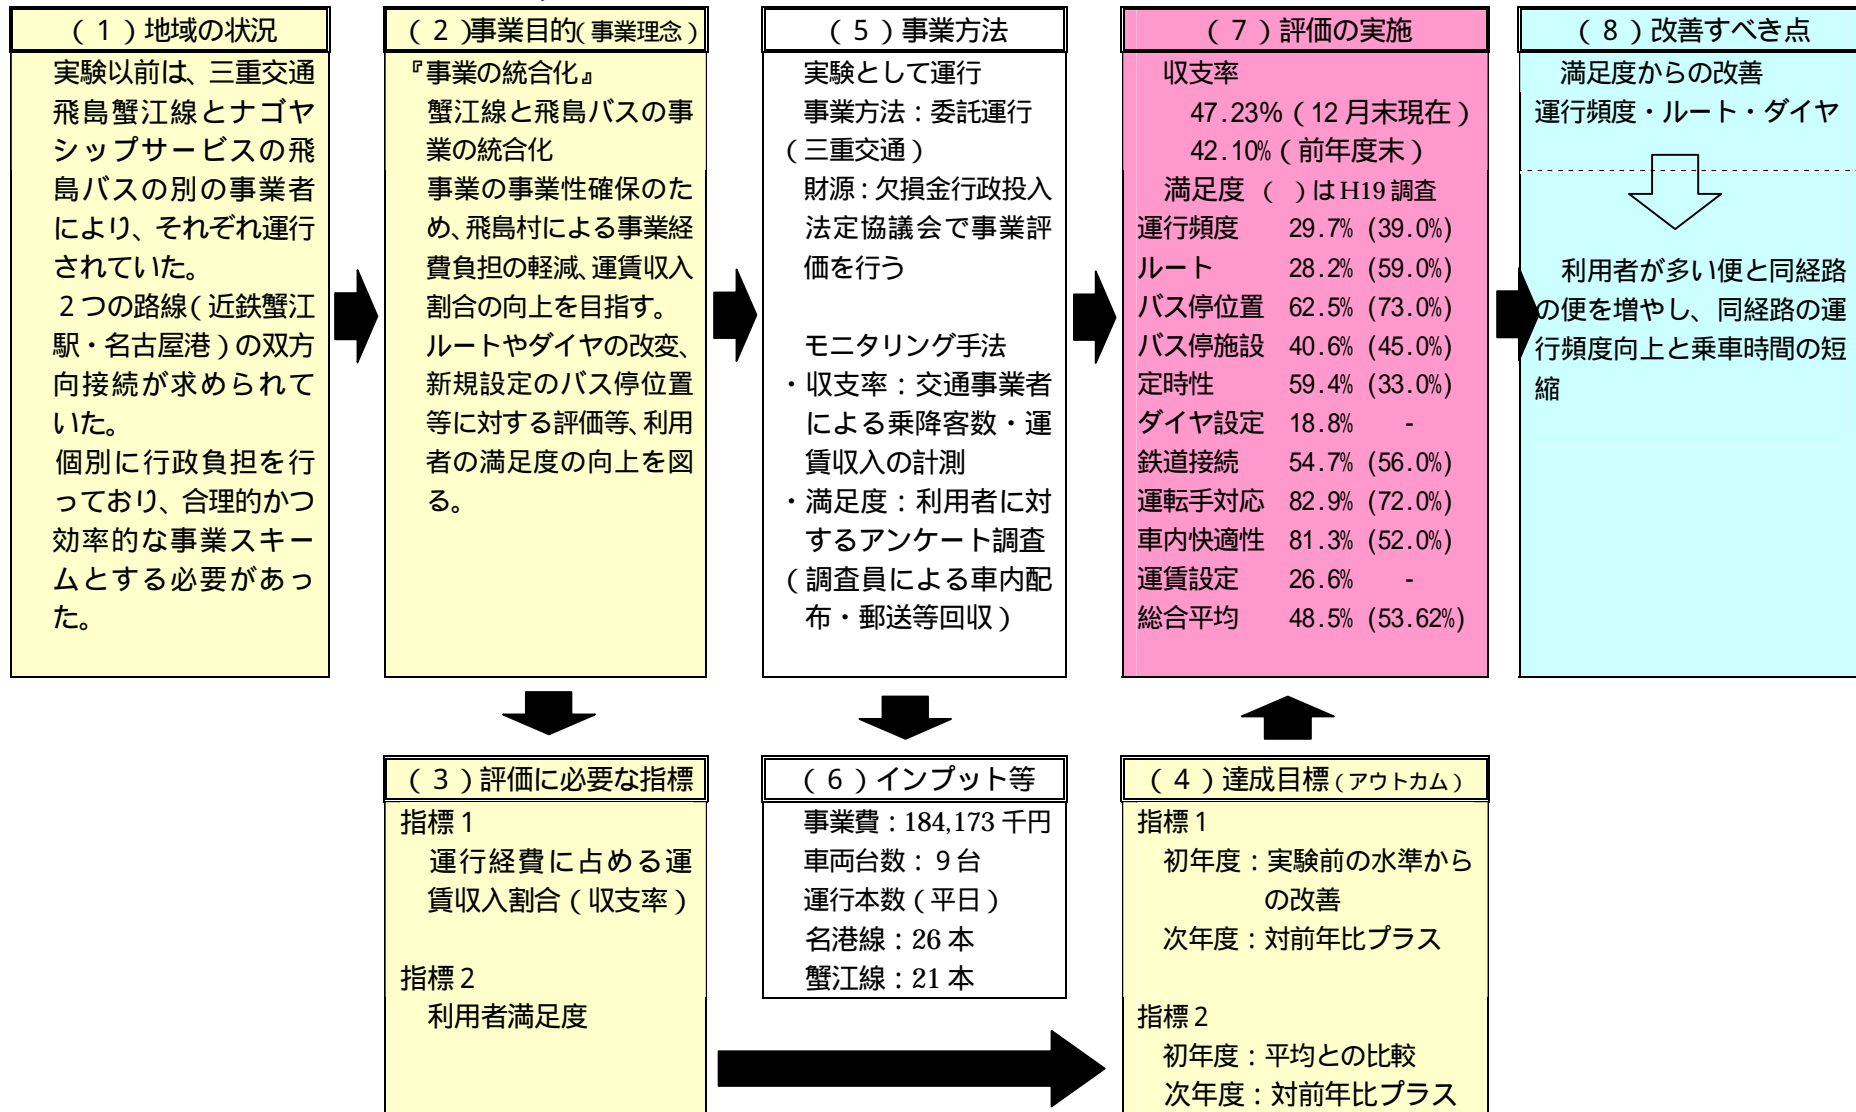 （１）地域の状況
実験以前は、三重交通
飛島蟹江線とナゴヤ
シップサービスの飛
島バスの別の事業者
により、それぞれ運行
されていた。
２つの路線（近鉄蟹江
駅・名古屋港）の双方
向接続が求められて
いた。
個別に行政負担を行
っており、合理的かつ
効率的な事業スキー
ムとする必要があっ
た。
（２）事業目的（事業理念）
『事業の統合化』
蟹江線と飛島バスの事
業の統合化
事業の事業性確保のた
め、飛島村による事業経
費負担の軽減、運賃収入
割合の向上を目指す。
ルートやダイヤの改変、
新規設定のバス停位置
等に対する評価等、利用
者の満足度の向上を図
る。
（３）評価に必要な指標
指標１
運行経費に占める運
賃収入割合（収支率）
指標２
利用者満足度
（５）事業方法
実験として運行
事業方法：委託運行
（三重交通）
財源：欠損金行政投入
法定協議会で事業評
価を行う
モニタリング手法
・収支率：交通事業者
による乗降客数・運
賃収入の計測
・満足度：利用者に対
するアンケート調査
（調査員による車内配
布・郵送等回収）
（６）インプット等
事業費：184,173 千円
車両台数：９台
運行本数（平日）
名港線：26 本
蟹江線：21 本
（７）評価の実施
収支率
47.23%（12 月末現在）
42.10%（前年度末）
満足度 （ ）は H19 調査
運行頻度 29.7% (39.0%)
ルート 28.2% (59.0%)
バス停位置 62.5% (73.0%)
バス停施設 40.6% (45.0%)
定時性 59.4% (33.0%)
ダイヤ設定 18.8% -
鉄道接続 54.7% (56.0%)
運転手対応 82.9% (72.0%)
車内快適性 81.3% (52.0%)
運賃設定 26.6% -
総合平均 48.5% (53.62%)
（４）達成目標（アウトカム）
指標１
初年度：実験前の水準から
の改善
次年度：対前年比プラス
指標２
初年度：平均との比較
次年度：対前年比プラス
（８）改善すべき点
満足度からの改善
運行頻度・ルート・ダイヤ
利用者が多い便と同経路
の便を増やし、同経路の運
行頻度向上と乗車時間の短
縮